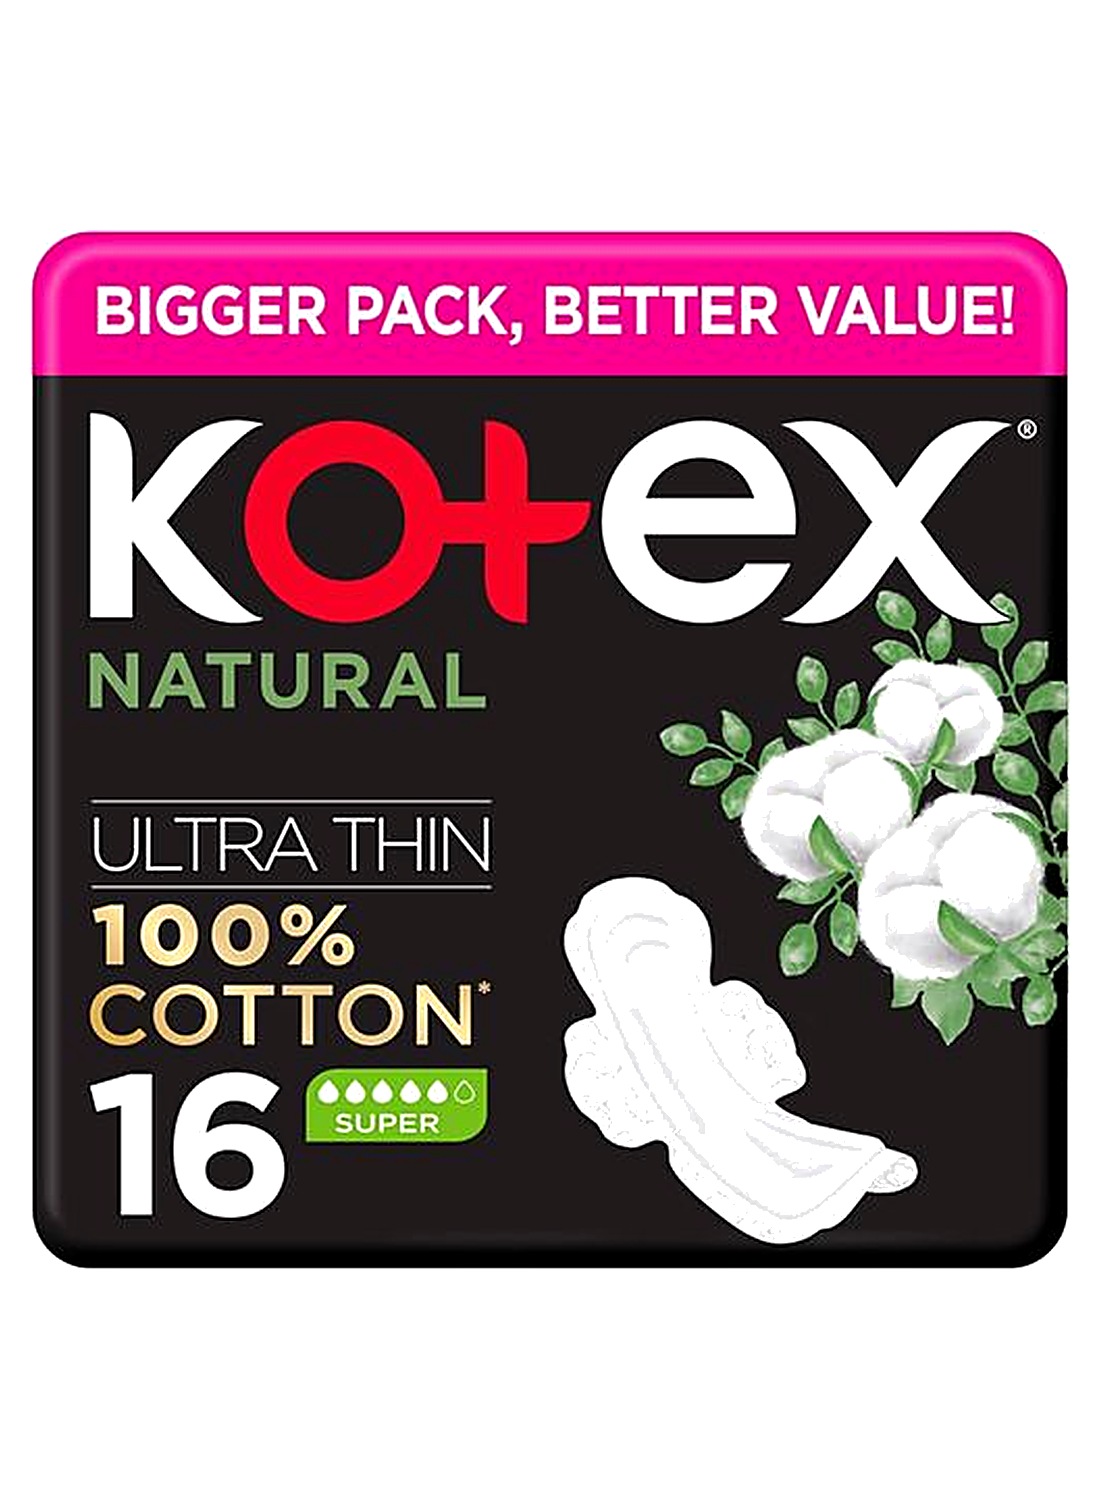 BIGGER PACK, BETTER VALUE!
Kotex®
NATURAL
ULTRA THIN
100%
COTTON*
16
SUPER